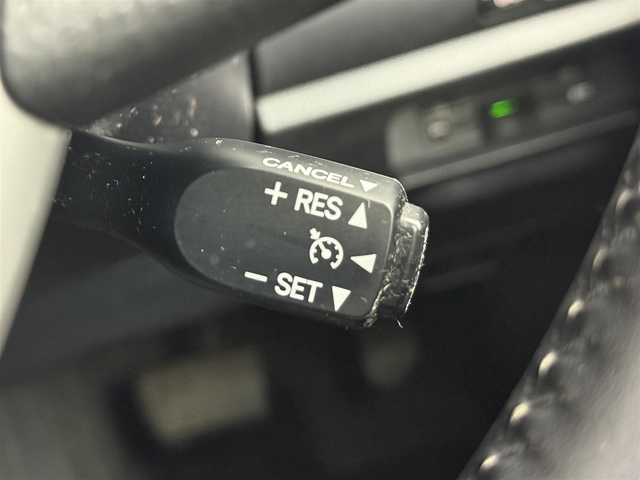 CANCEL ▼
+ RES ▲
◀
− SET ▼